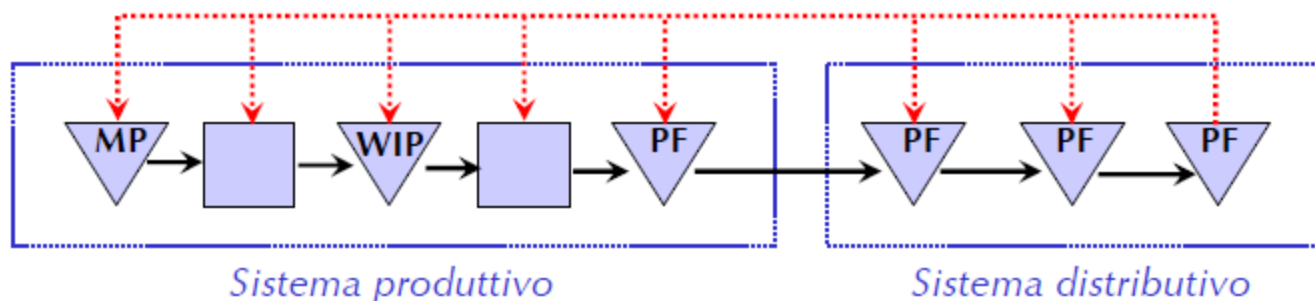 MP
WIP
PF
PF
PF
PF
Sistema produttivo
Sistema distributivo